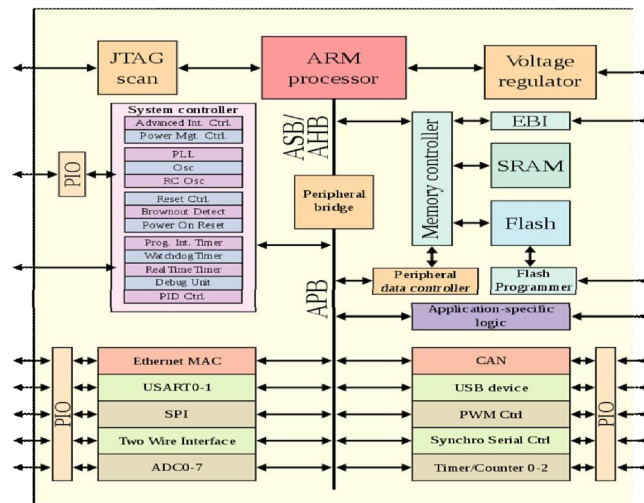 JTAG
scan
ARM
processor
Voltage
regulator
System controller
Advanced Int. Ctrl.
Power Mgt. Ctrl.
PLL
Osc
RC Osc
Reset Ctrl.
Brownout Detect
Power On Reset
Prog. Int. Timer
Watchdog Timer
Real Time Timer
Debug Unit
PID Ctrl.
PIO
ASB/
AHB
Peripheral
bridge
APB
Memory controller
EBI
SRAM
Flash
Peripheral
data controller
Flash
Programmer
Application-specific
logic
PIO
Ethernet MAC
USART0-1
SPI
Two Wire Interface
ADC0-7
CAN
USB device
PWM Ctrl
Synchro Serial Ctrl
Timer/Counter 0-2
PIO